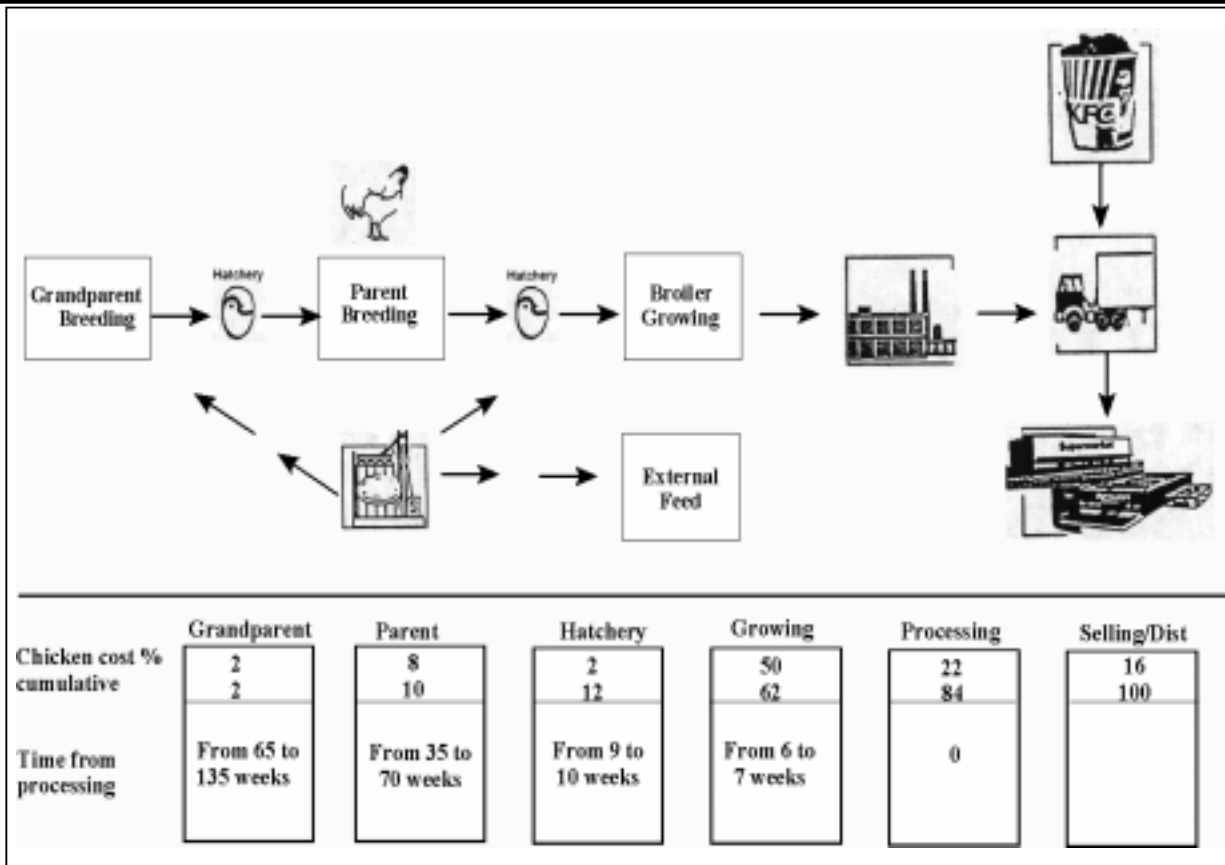 KFC
Hatchery
Hatchery
Grandparent
Breeding
Parent
Breeding
Broiler
Growing
Supermarket
External
Feed
Grandparent
Parent
Hatchery
Growing
Processing
Selling/Dist
Chicken cost %
2
8
2
50
22
16
cumulative
2
10
12
62
84
100
Time from
processing
From 65 to
135 weeks
From 35 to
70 weeks
From 9 to
10 weeks
From 6 to
7 weeks
0